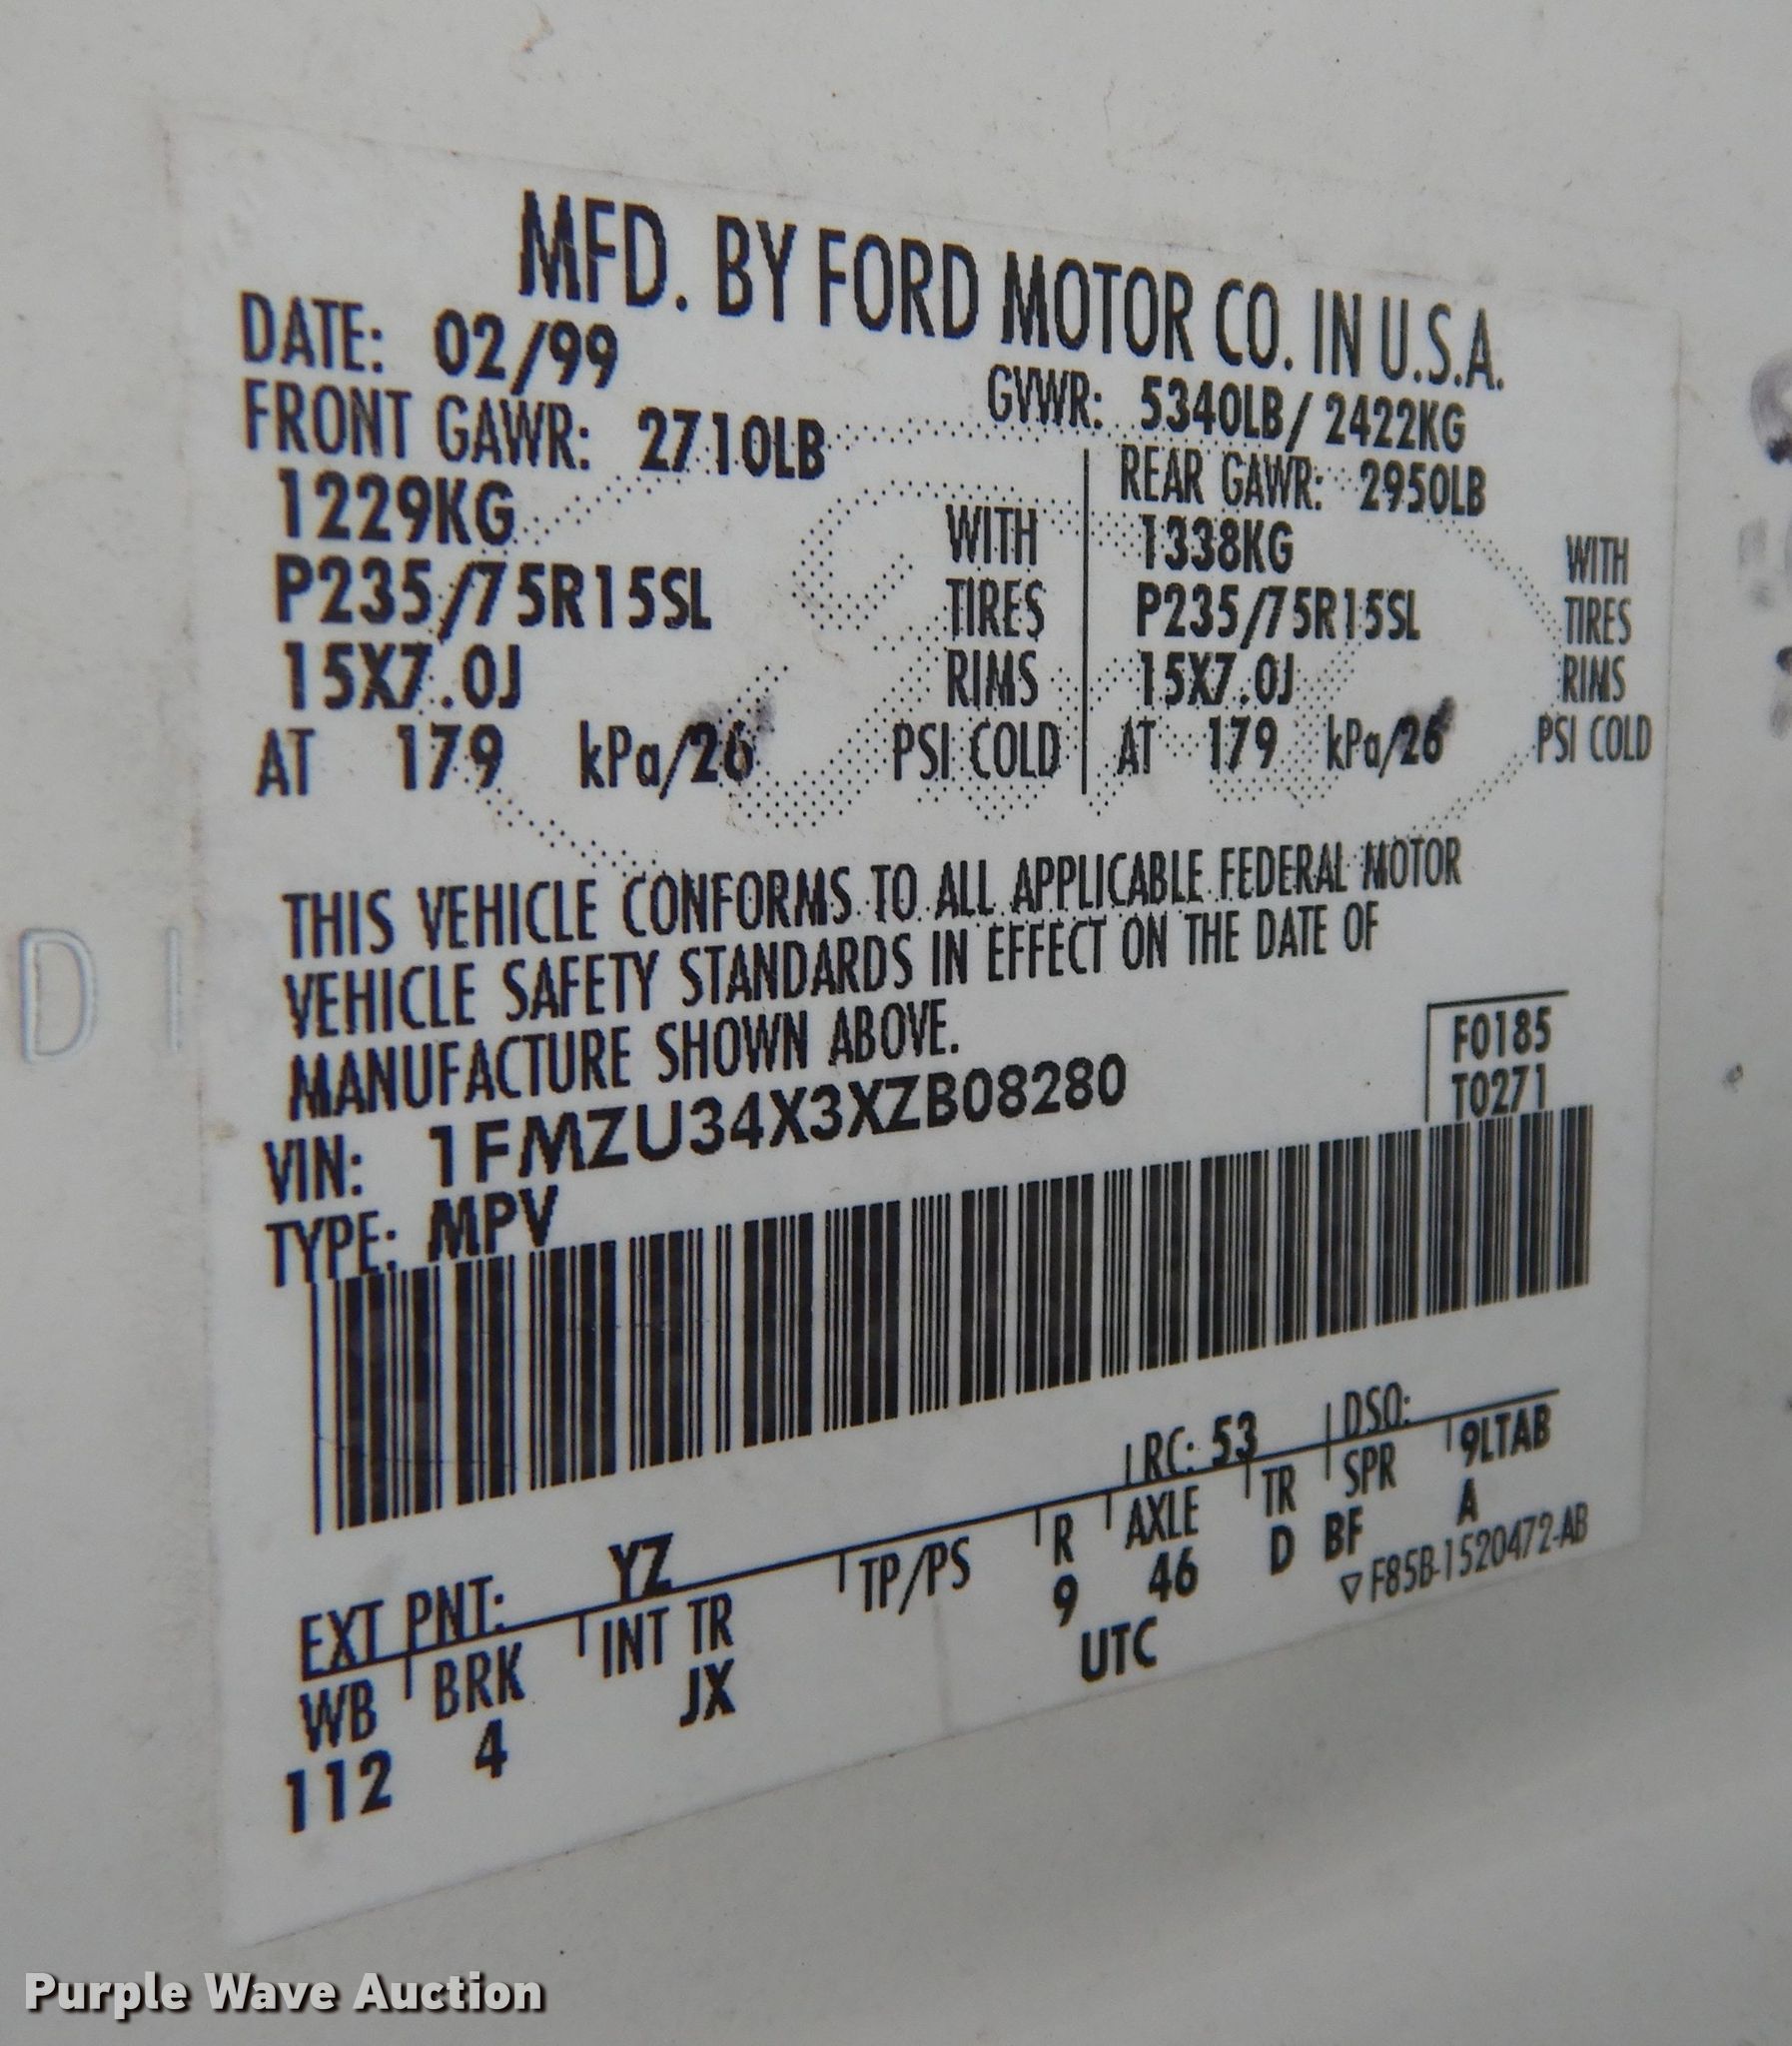 MFD. BY FORD MOTOR CO. IN U.S.A.
DATE: 02/99
GVWR: 5340LB/ 2422KG
FRONT GAWR: 2710LB
1229KG WITH
P235/75R15SL TIRES
15X7.0J RIMS
AT 179 kPa/26 PSI COLD
REAR GAWR: 2950LB
1338KG WITH
P235/75R15SL TIRES
15X7.0J RIMS
AT 179 kPa/26 PSI COLD
THIS VEHICLE CONFORMS TO ALL APPLICABLE FEDERAL MOTOR
VEHICLE SAFETY STANDARDS IN EFFECT ON THE DATE OF
MANUFACTURE SHOWN ABOVE.
F0185
T0271
VIN: 1FMZU34X3XZB08280
TYPE: MPV
EXT PNT: YZ RC: 53 DSO:
WB BRK INT TR TP/PS R AXLE TR SPR 9LTAB
112 4 JX 9 46 D BF A
UTC ▽ F85B-1520472-AB
DI
Purple Wave Auction